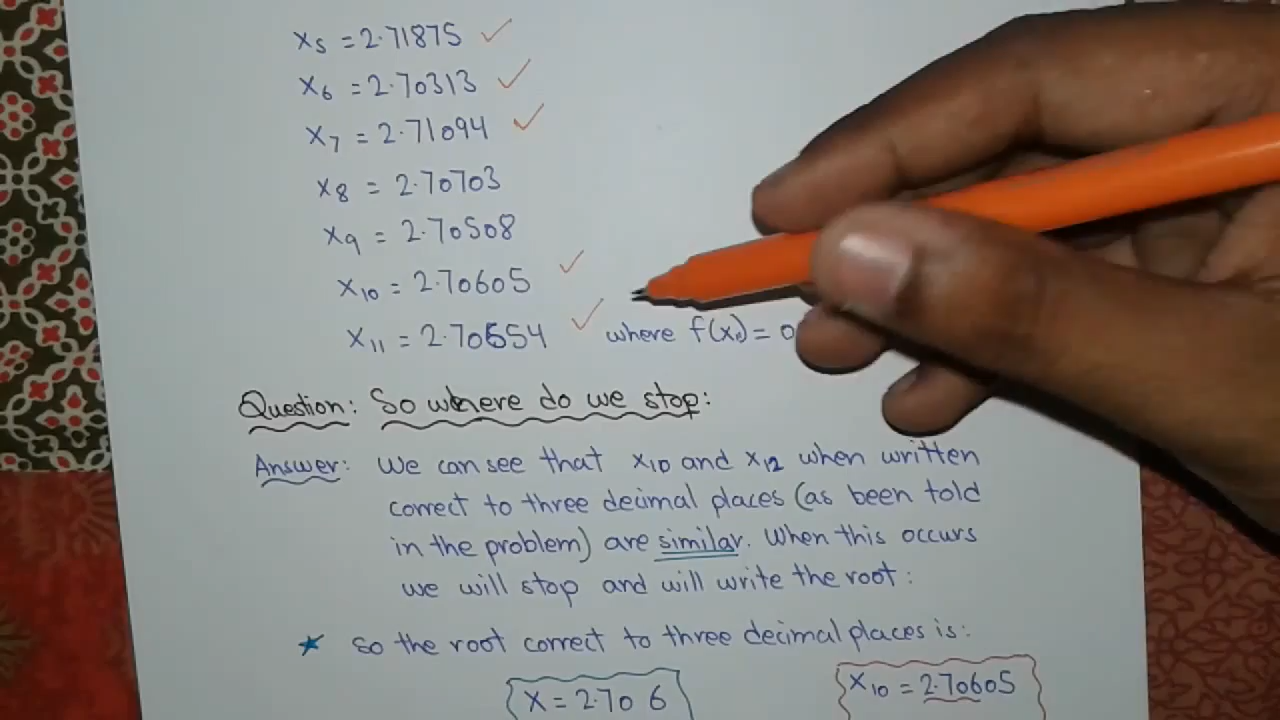 x5 = 2.71875 ✓
x6 = 2.70313 ✓
x7 = 2.71094 ✓
x8 = 2.70703
x9 = 2.70508
x10 = 2.70605 ✓
x11 = 2.70654 ✓ where f(x) = 0
Question: So where do we stop:
Answer: We can see that x10 and x12 when written
correct to three decimal places (as been told
in the problem) are similar. When this occurs
we will stop and will write the root:
* So the root correct to three decimal places is:
x = 2.706
x10 = 2.70605